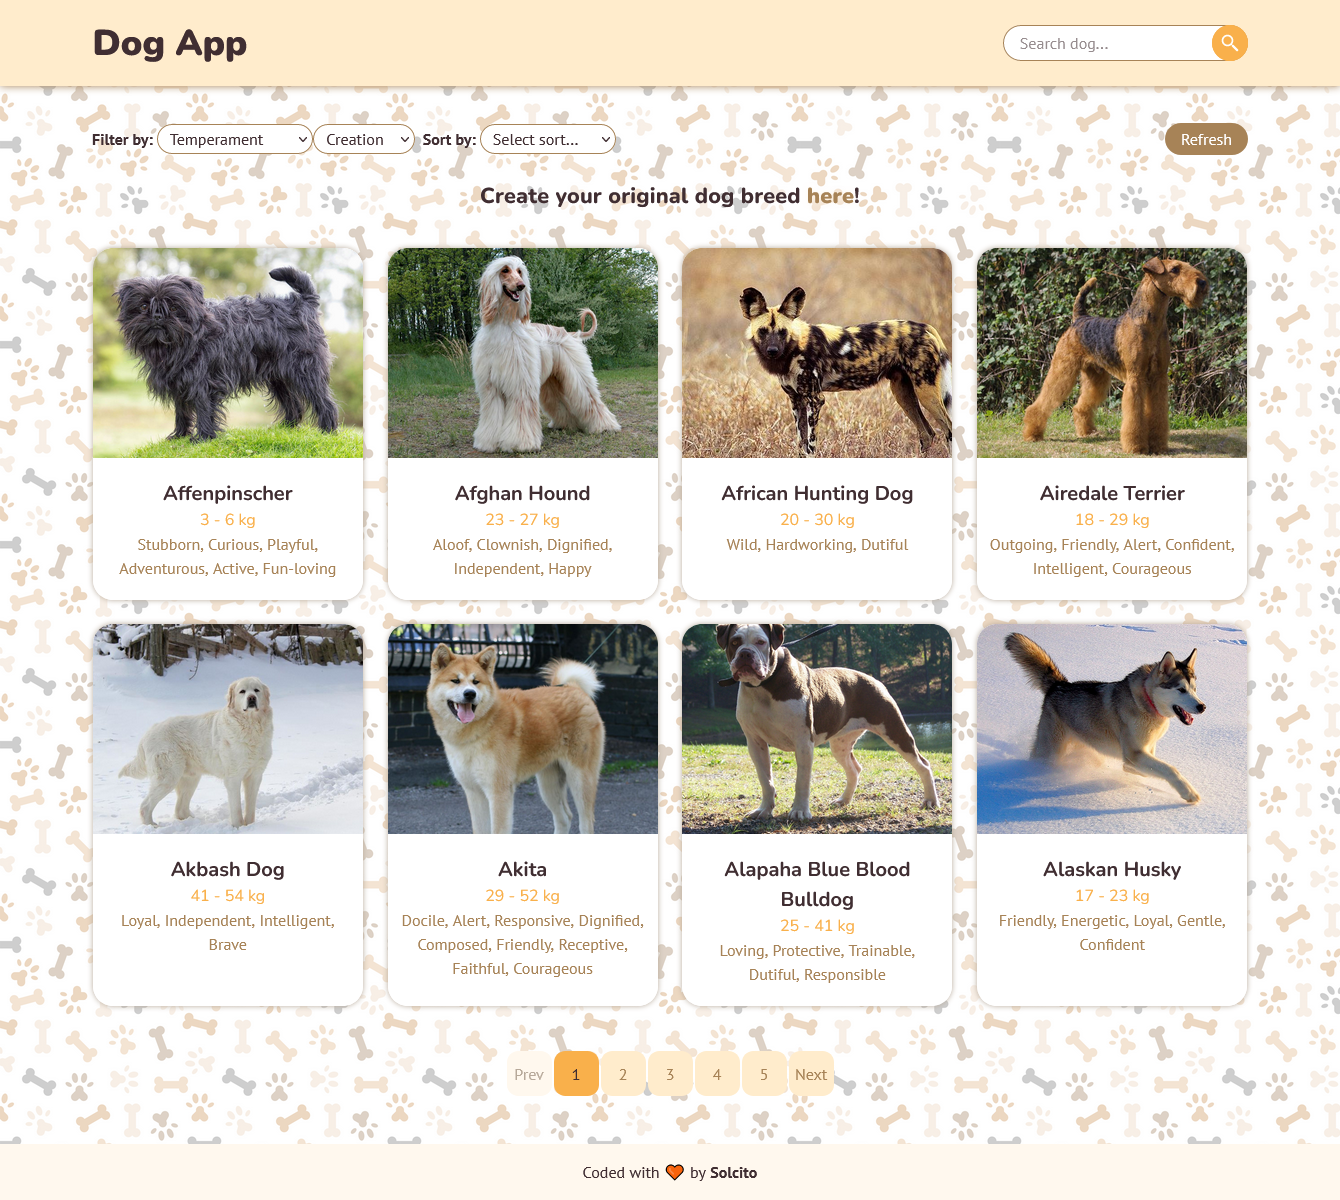 Dog App
Search dog...
Filter by: Temperament Creation Sort by: Select sort... Refresh
Create your original dog breed here!
Affenpinscher
3 - 6 kg
Stubborn, Curious, Playful,
Adventurous, Active, Fun-loving
Afghan Hound
23 - 27 kg
Aloof, Clownish, Dignified,
Independent, Happy
African Hunting Dog
20 - 30 kg
Wild, Hardworking, Dutiful
Airedale Terrier
18 - 29 kg
Outgoing, Friendly, Alert, Confident,
Intelligent, Courageous
Akbash Dog
41 - 54 kg
Loyal, Independent, Intelligent,
Brave
Akita
29 - 52 kg
Docile, Alert, Responsive, Dignified,
Composed, Friendly, Receptive,
Faithful, Courageous
Alapaha Blue Blood
Bulldog
25 - 41 kg
Loving, Protective, Trainable,
Dutiful, Responsible
Alaskan Husky
17 - 23 kg
Friendly, Energetic, Loyal, Gentle,
Confident
Prev 1 2 3 4 5 Next
Coded with 🧡 by Solcito